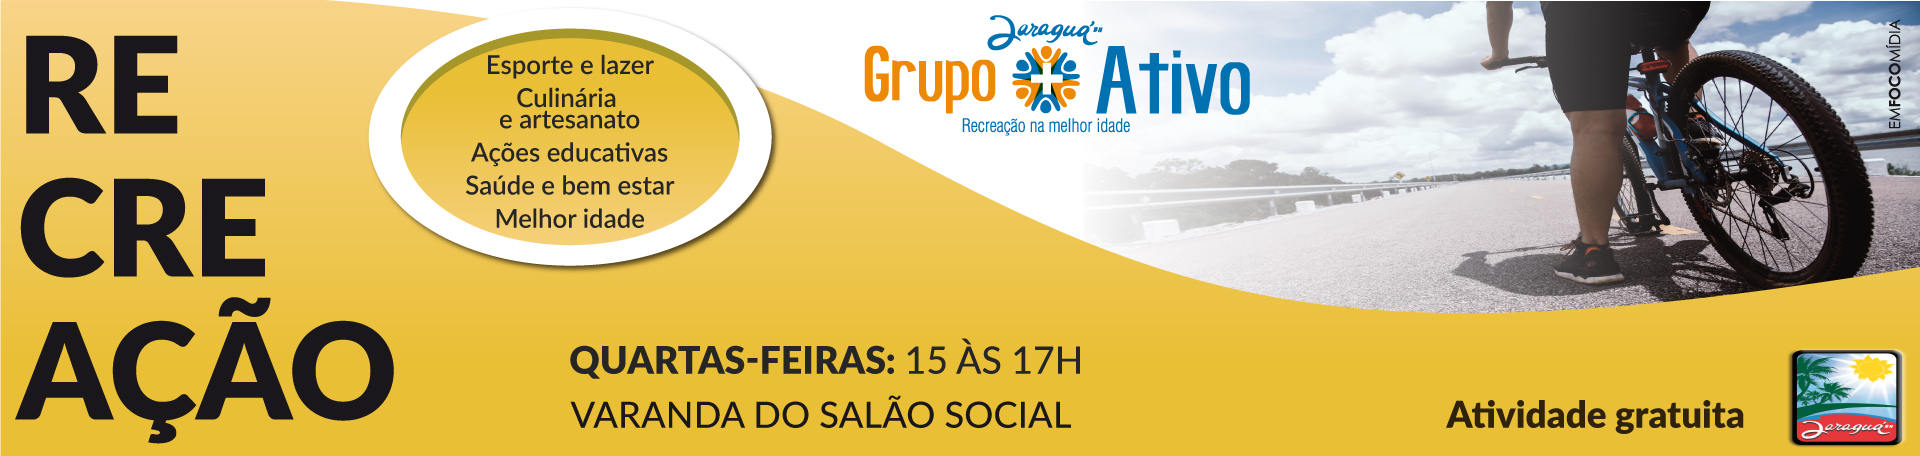 RE
CRE
AÇÃO
Esporte e lazer
Culinária
e artesanato
Ações educativas
Saúde e bem estar
Melhor idade
Jaraguá
Grupo Ativo
Recreação na melhor idade
EMFOCOMÍDIA
QUARTAS-FEIRAS: 15 ÀS 17H
VARANDA DO SALÃO SOCIAL
Atividade gratuita
Jaraguá